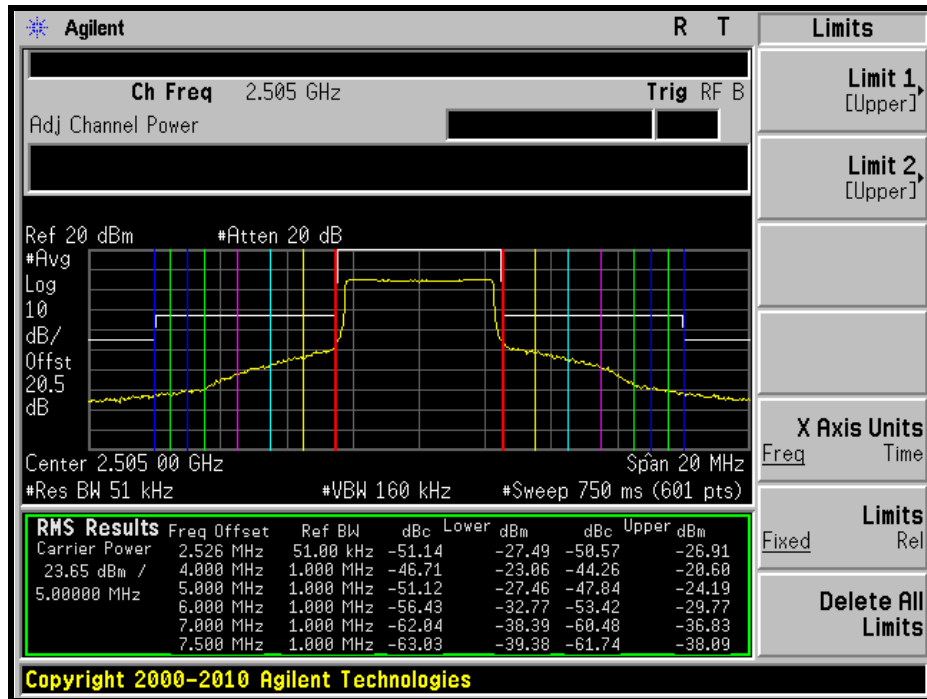 Agilent R T Limits
Ch Freq 2.505 GHz Trig RF B
Adj Channel Power
Limit 1
[Upper]
Limit 2
[Upper]
Ref 20 dBm #Atten 20 dB
#Avg
Log
10
dB/
Offst
20.5
dB
Center 2.505 00 GHz Span 20 MHz
#Res BW 51 kHz #VBW 160 kHz #Sweep 750 ms (601 pts)
X Axis Units
Freq Time
Limits
Fixed Rel
Delete All
Limits
RMS Results Freq Offset Ref BW dBc Lower dBm dBc Upper dBm
Carrier Power 2.526 MHz 51.00 kHz -51.14 -27.49 -50.57 -26.91
23.65 dBm / 4.000 MHz 1.000 MHz -46.71 -23.06 -44.26 -20.60
5.00000 MHz 5.000 MHz 1.000 MHz -51.12 -27.46 -47.84 -24.19
6.000 MHz 1.000 MHz -56.43 -32.77 -53.42 -29.77
7.000 MHz 1.000 MHz -62.04 -38.39 -60.48 -36.83
7.500 MHz 1.000 MHz -63.03 -39.38 -61.74 -38.09
Copyright 2000-2010 Agilent Technologies